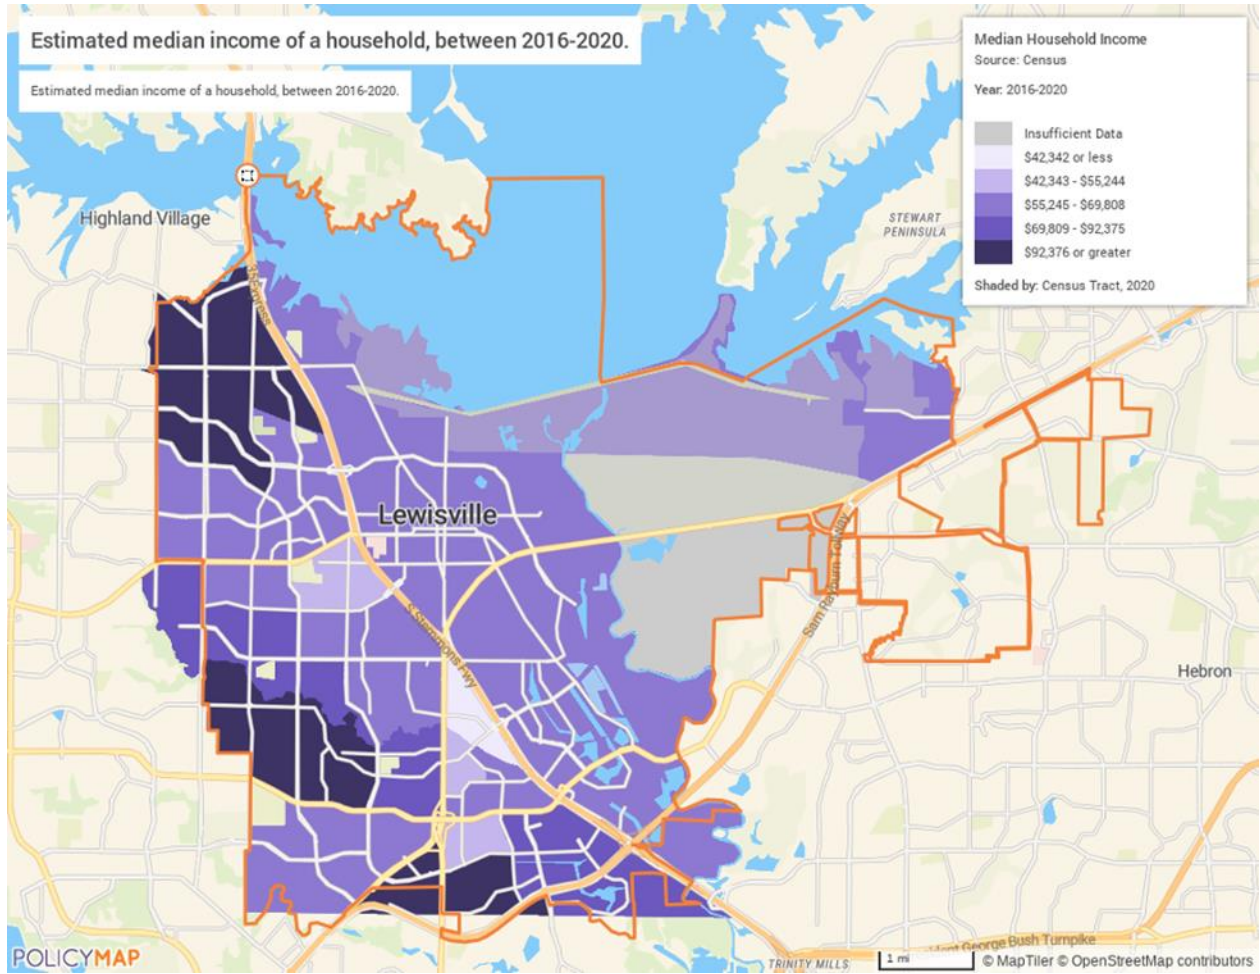 Estimated median income of a household, between 2016-2020.
Estimated median income of a household, between 2016-2020.
Median Household Income
Source: Census
Year: 2016-2020
Insufficient Data
$42,342 or less
$42,343 - $55,244
$55,245 - $69,808
$69,809 - $92,375
$92,376 or greater
Shaded by: Census Tract, 2020
Highland Village
STEWART
PENINSULA
35 Express
Lewisville
S Stemmons Fwy
Sam Rayburn Tollway
Hebron
George Bush Turnpike
TRINITY MILLS
1 mi
POLICYMAP
© MapTiler © OpenStreetMap contributors